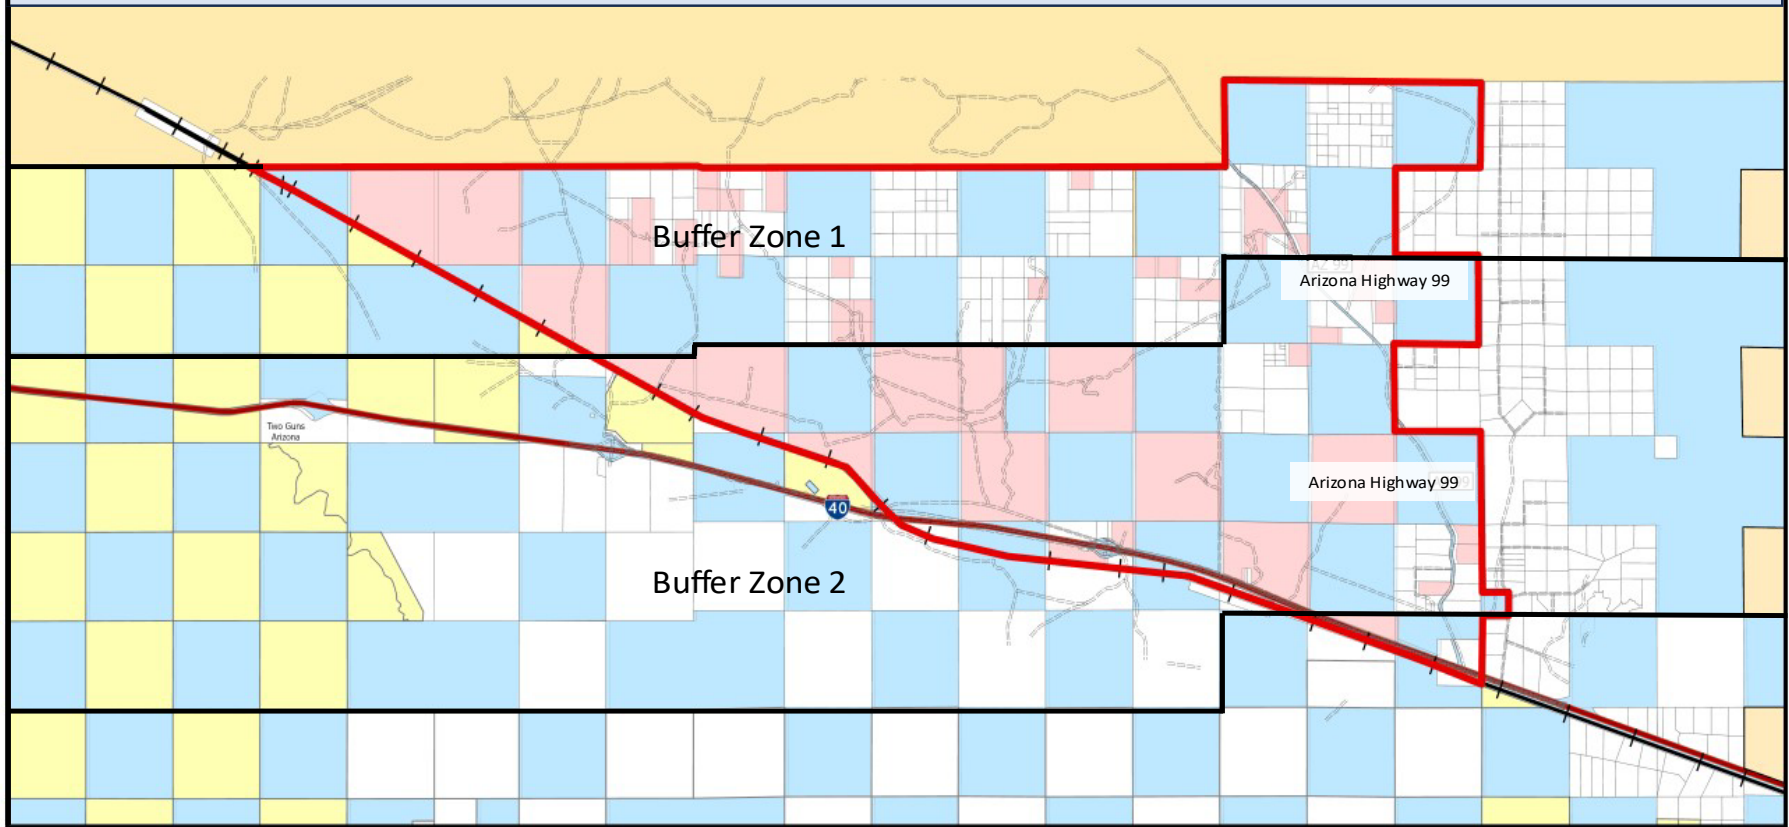 Buffer Zone 1
Arizona Highway 99
Two Guns
Arizona
Arizona Highway 99
40
Buffer Zone 2